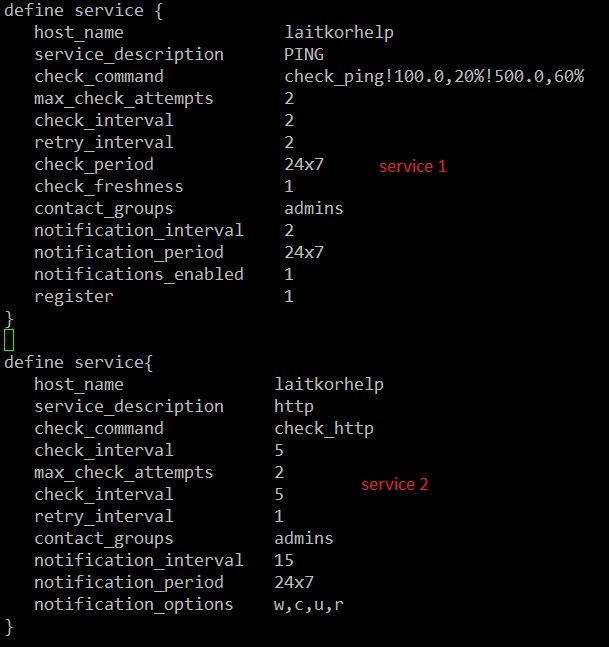 define service {
host_name laitkorhelp
service_description PING
check_command check_ping!100.0,20%!500.0,60%
max_check_attempts 2
check_interval 2
retry_interval 2
check_period 24x7 service 1
check_freshness 1
contact_groups admins
notification_interval 2
notification_period 24x7
notifications_enabled 1
register 1
}
define service{
host_name laitkorhelp
service_description http
check_command check_http
check_interval 5
max_check_attempts 2
check_interval 5 service 2
retry_interval 1
contact_groups admins
notification_interval 15
notification_period 24x7
notification_options w,c,u,r
}